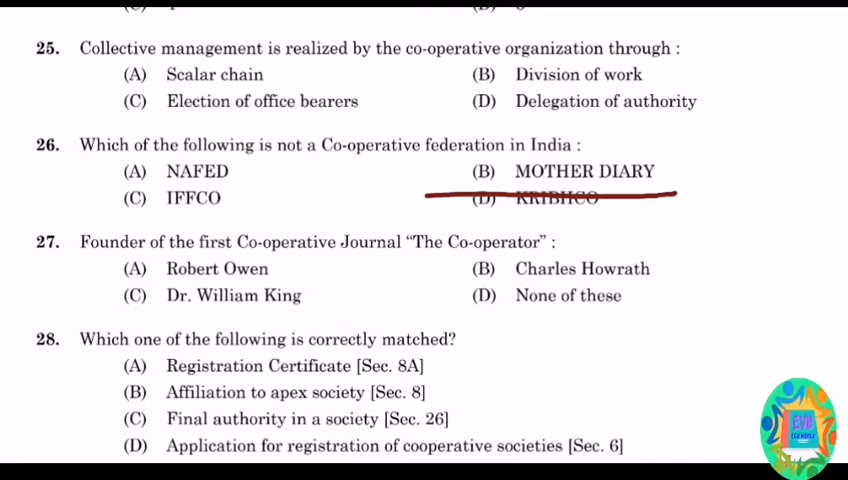 25. Collective management is realized by the co-operative organization through :
(A) Scalar chain (B) Division of work
(C) Election of office bearers (D) Delegation of authority
26. Which of the following is not a Co-operative federation in India :
(A) NAFED (B) MOTHER DIARY
(C) IFFCO (D) KRIBHCO
27. Founder of the first Co-operative Journal “The Co-operator” :
(A) Robert Owen (B) Charles Howrath
(C) Dr. William King (D) None of these
28. Which one of the following is correctly matched?
(A) Registration Certificate [Sec. 8A]
(B) Affiliation to apex society [Sec. 8]
(C) Final authority in a society [Sec. 26]
(D) Application for registration of cooperative societies [Sec. 6]